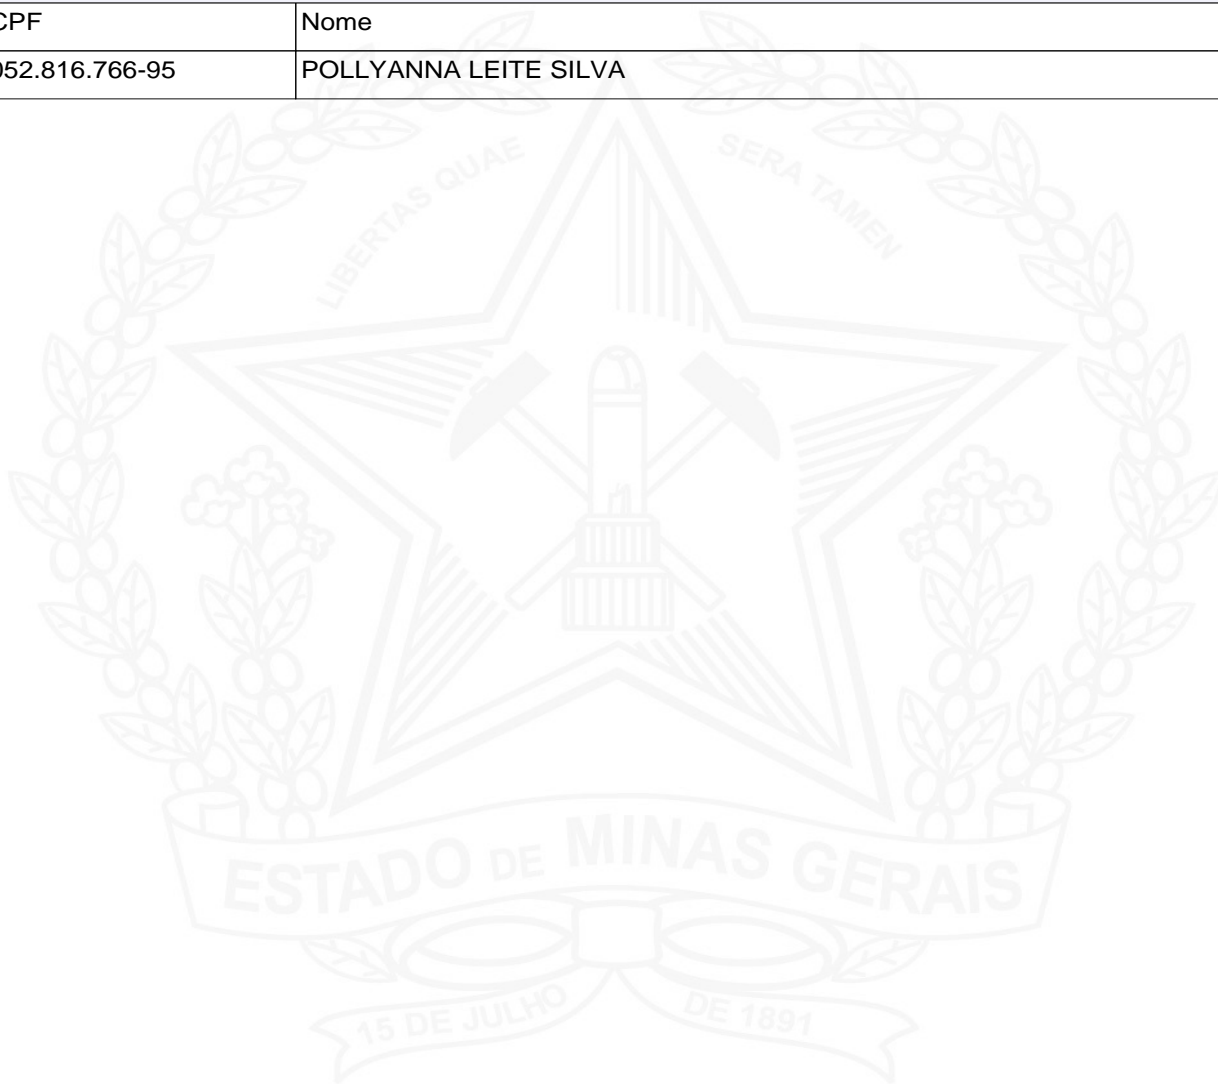 CPF Nome
052.816.766-95 POLLYANNA LEITE SILVA
LIBERTAS QUAE SERA TAMEN
ESTADO DE MINAS GERAIS
15 DE JULHO DE 1891